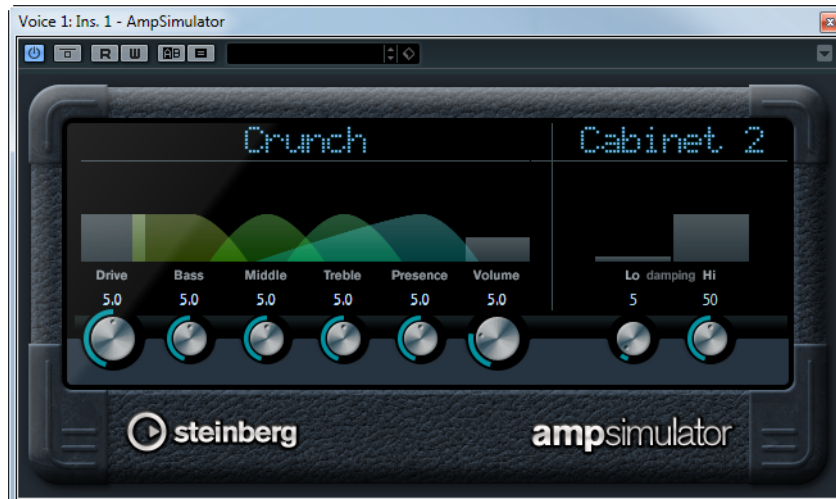 Voice 1: Ins. 1 - AmpSimulator
R W AB
Crunch Cabinet 2
Drive Bass Middle Treble Presence Volume Lo damping Hi
5.0 5.0 5.0 5.0 5.0 5.0 5 50
steinberg ampsimulator